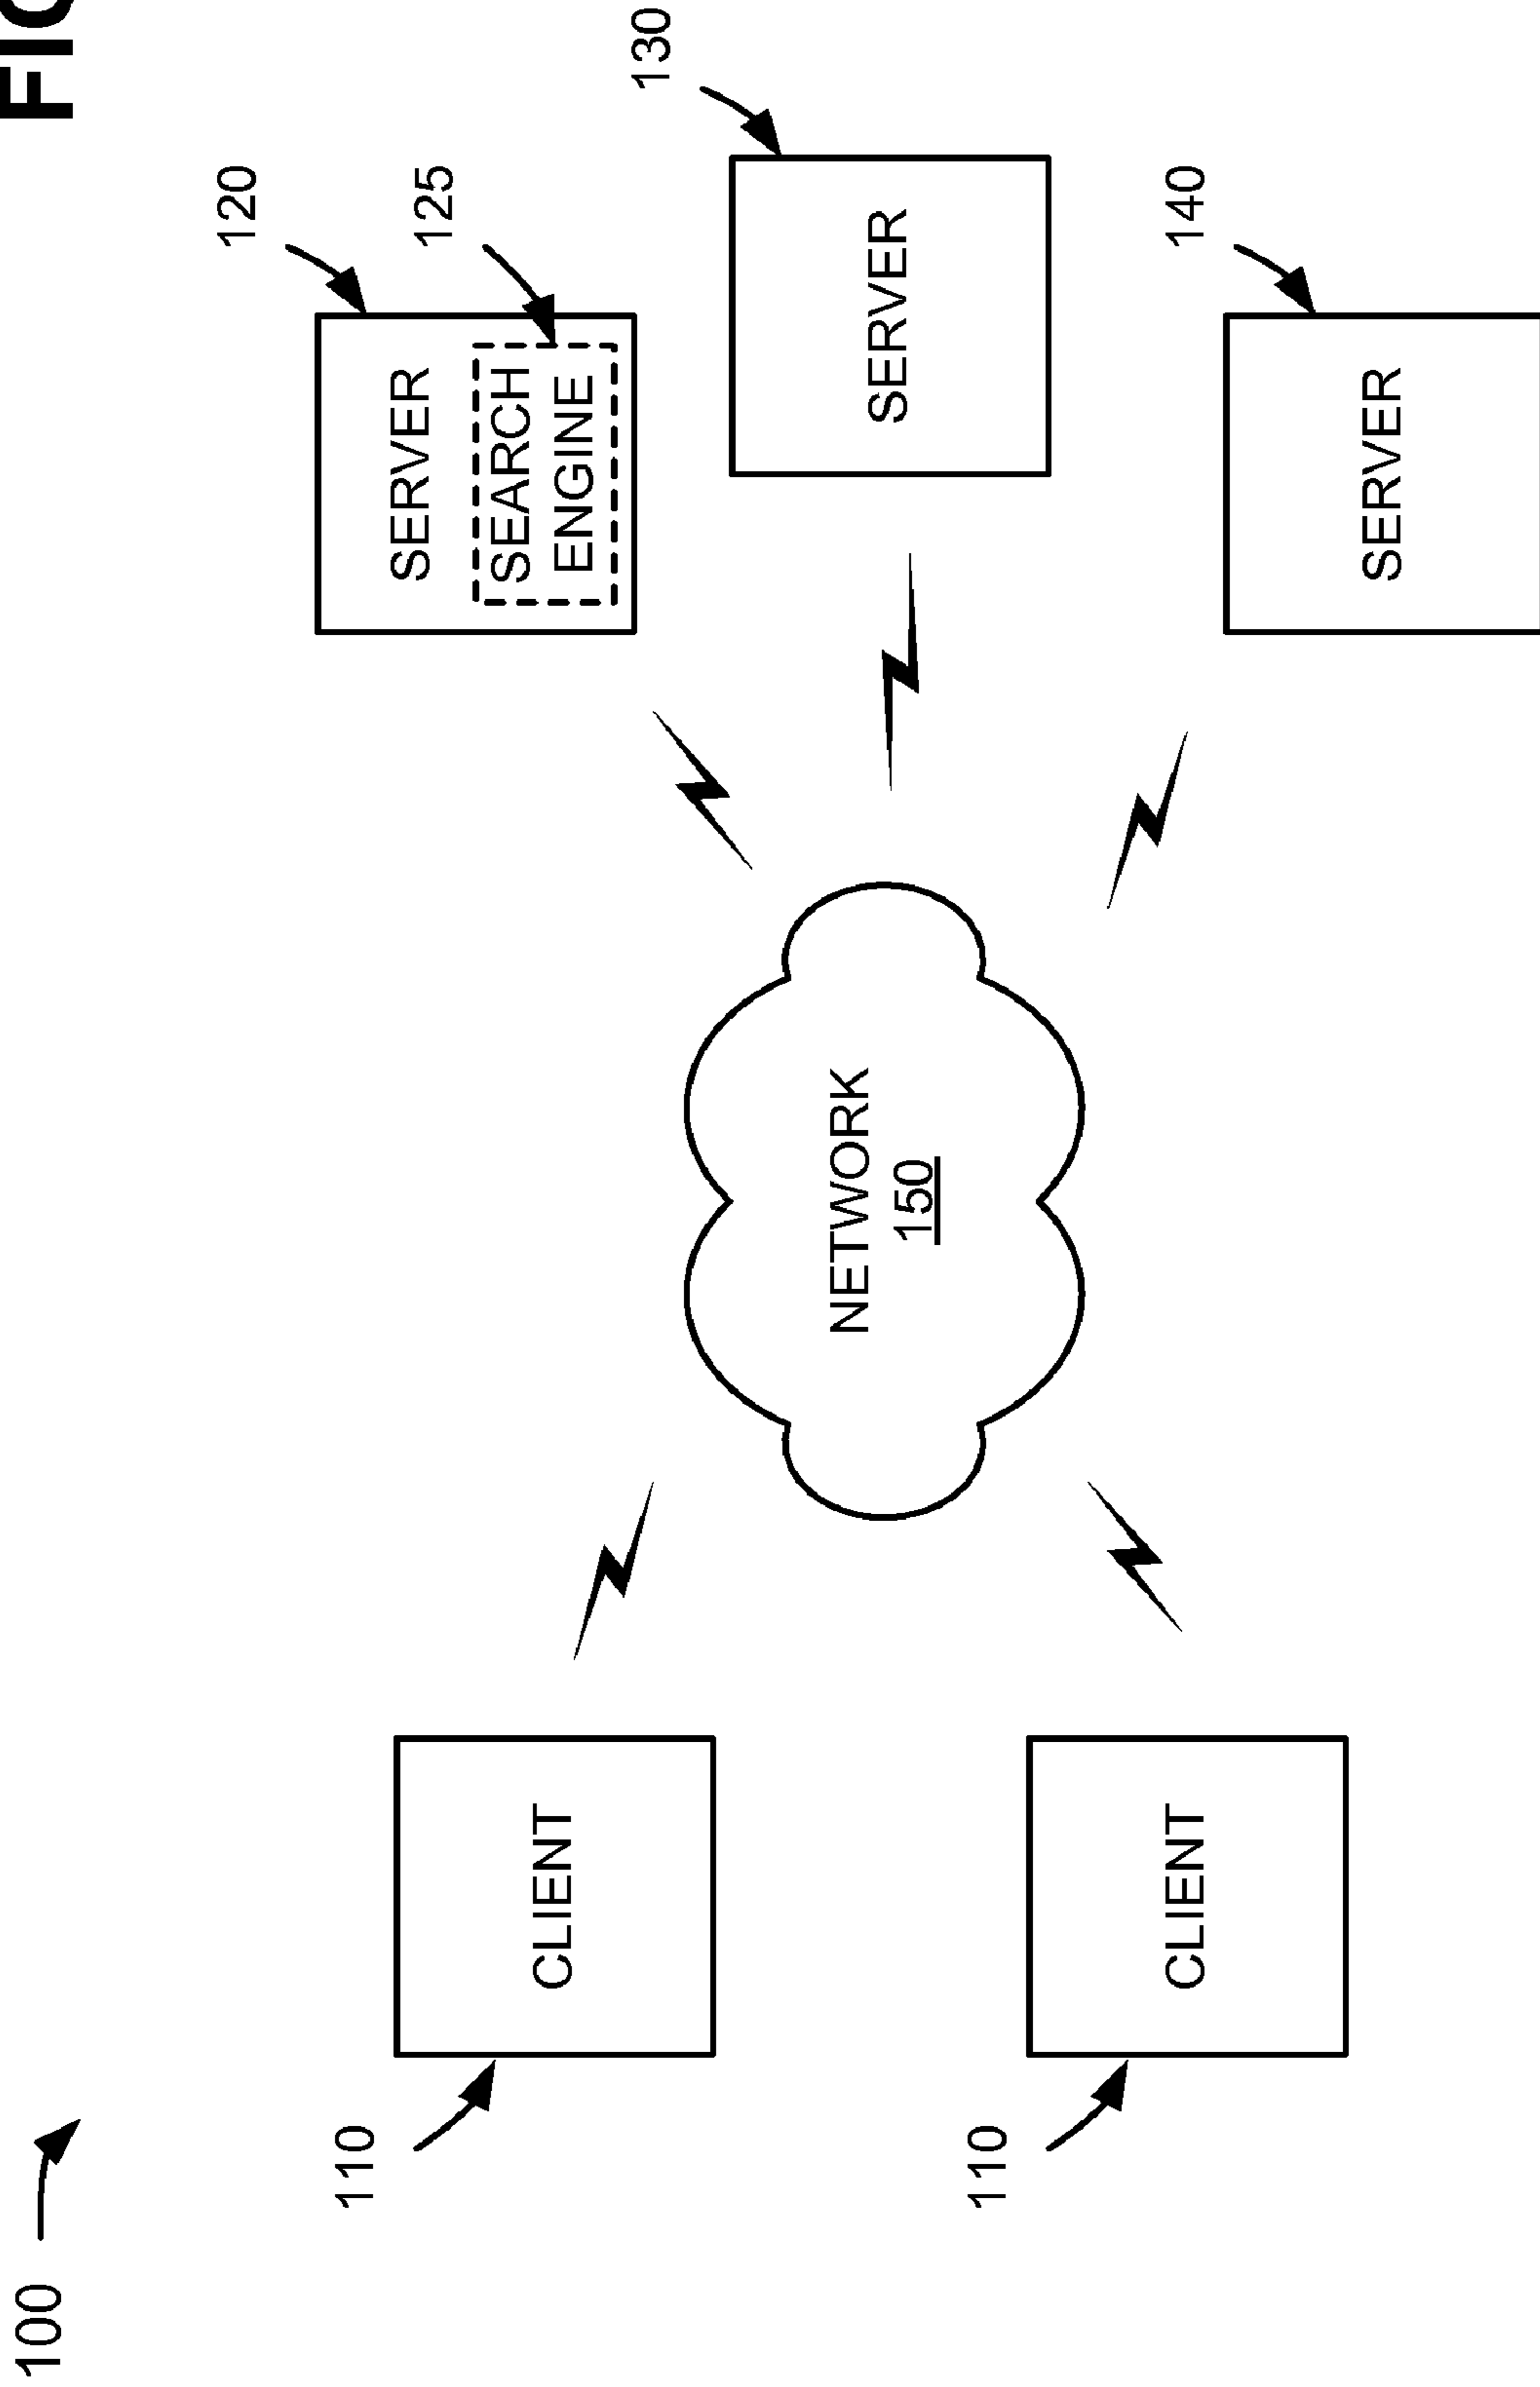 FIG
100
110
CLIENT
110
CLIENT
NETWORK
150
120
SERVER
125
SEARCH
ENGINE
130
SERVER
140
SERVER